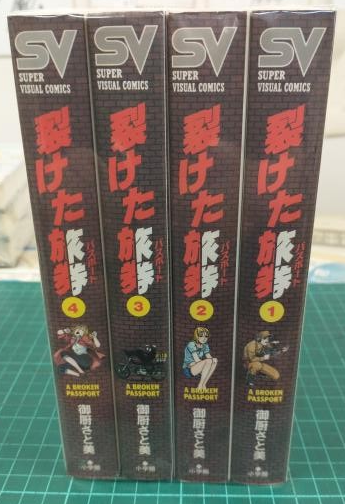 SV
SUPER
VISUAL COMICS
裂けた旅券
パスポート
4
A BROKEN
PASSPORT
御厨さと美
小学館
SV
SUPER
VISUAL COMICS
裂けた旅券
パスポート
3
A BROKEN
PASSPORT
御厨さと美
小学館
SV
SUPER
VISUAL COMICS
裂けた旅券
パスポート
2
A BROKEN
PASSPORT
御厨さと美
小学館
SV
SUPER
VISUAL COMICS
裂けた旅券
パスポート
1
A BROKEN
PASSPORT
御厨さと美
小学館